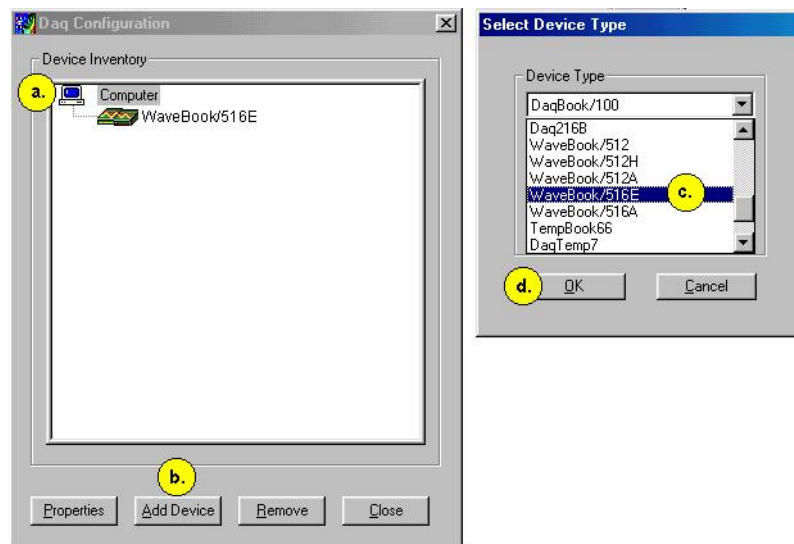 Daq Configuration
Device Inventory
a.
Computer
WaveBook/516E
b.
Properties
Add Device
Remove
Close
Select Device Type
Device Type
DaqBook/100
Daq216B
WaveBook/512
WaveBook/512H
WaveBook/512A
WaveBook/516E
c.
WaveBook/516A
TempBook66
DaqTemp7
d.
OK
Cancel